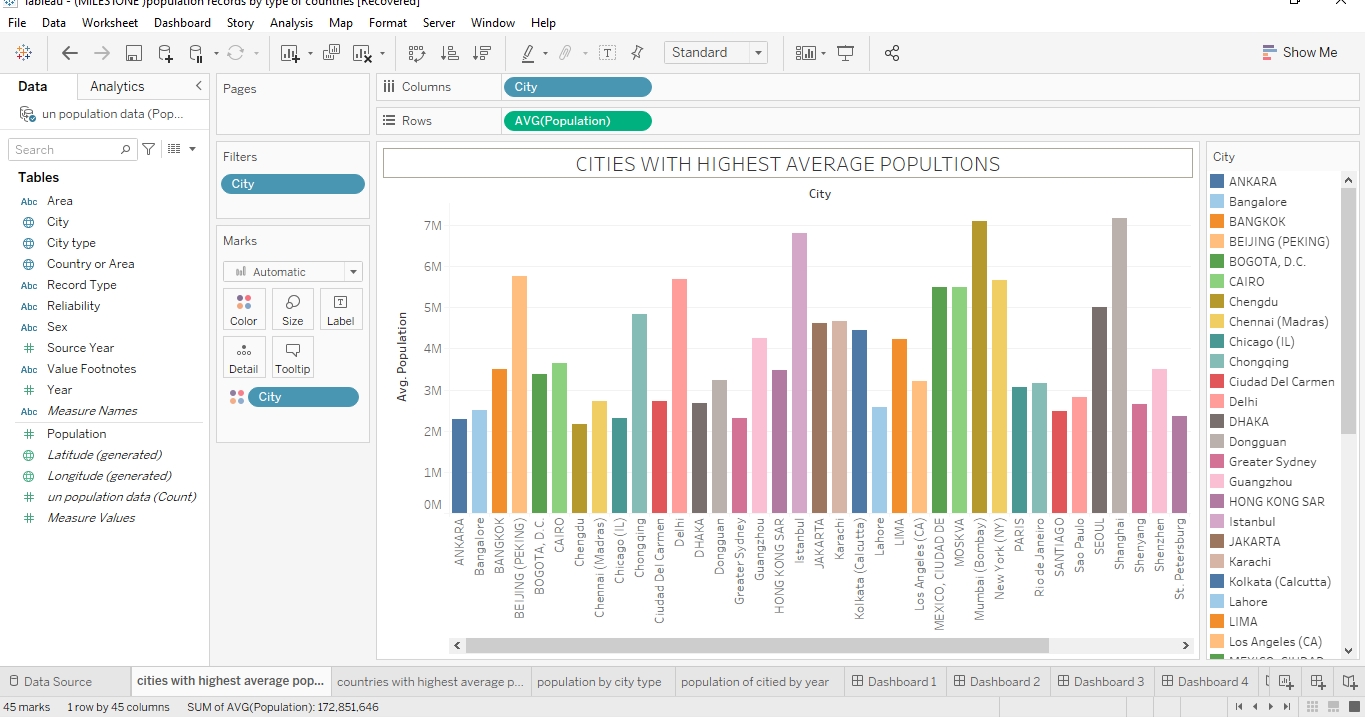 Tableau - (MILESTONE )population records by type of countries [Recovered]
File Data Worksheet Dashboard Story Analysis Map Format Server Window Help
Standard
Show Me
Data Analytics
un population data (Pop...
Search
Tables
Abc Area
City
City type
Country or Area
Abc Record Type
Abc Reliability
Abc Sex
# Source Year
Abc Value Footnotes
# Year
Abc Measure Names
# Population
Latitude (generated)
Longitude (generated)
# un population data (Count)
# Measure Values
Pages
Filters
City
Marks
Automatic
Color Size Label
Detail Tooltip
City
Columns City
Rows AVG(Population)
CITIES WITH HIGHEST AVERAGE POPULTIONS
City
Avg. Population
7M
6M
5M
4M
3M
2M
1M
0M
ANKARA
Bangalore
BANGKOK
BEIJING (PEKING)
BOGOTA, D.C.
CAIRO
Chengdu
Chennai (Madras)
Chicago (IL)
Chongqing
Ciudad Del Carmen
Delhi
DHAKA
Dongguan
Greater Sydney
Guangzhou
HONG KONG SAR
Istanbul
JAKARTA
Karachi
Kolkata (Calcutta)
Lahore
LIMA
Los Angeles (CA)
MEXICO, CIUDAD DE
MOSKVA
Mumbai (Bombay)
New York (NY)
PARIS
Rio de Janeiro
SANTIAGO
Sao Paulo
SEOUL
Shanghai
Shenyang
Shenzhen
St. Petersburg
City
ANKARA
Bangalore
BANGKOK
BEIJING (PEKING)
BOGOTA, D.C.
CAIRO
Chengdu
Chennai (Madras)
Chicago (IL)
Chongqing
Ciudad Del Carmen
Delhi
DHAKA
Dongguan
Greater Sydney
Guangzhou
HONG KONG SAR
Istanbul
JAKARTA
Karachi
Kolkata (Calcutta)
Lahore
LIMA
Los Angeles (CA)
Data Source cities with highest average pop... countries with highest average p... population by city type population of citied by year Dashboard 1 Dashboard 2 Dashboard 3 Dashboard 4
45 marks 1 row by 45 columns SUM of AVG(Population): 172,851,646